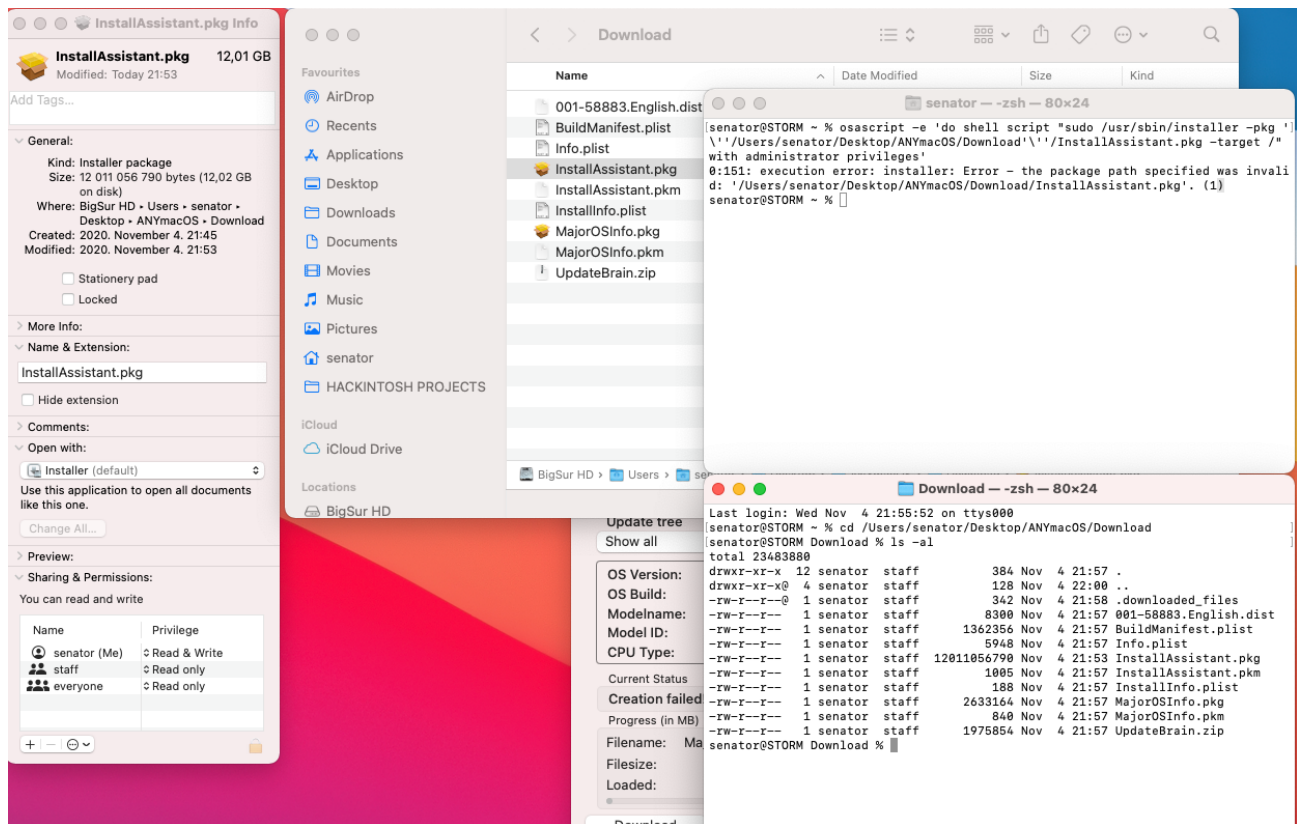 InstallAssistant.pkg Info
InstallAssistant.pkg 12,01 GB
Modified: Today 21:53
Add Tags...
General:
Kind: Installer package
Size: 12 011 056 790 bytes (12,02 GB
on disk)
Where: BigSur HD ▸ Users ▸ senator ▸
Desktop ▸ ANYmacOS ▸ Download
Created: 2020. November 4. 21:45
Modified: 2020. November 4. 21:53
Stationery pad
Locked
More Info:
Name & Extension:
InstallAssistant.pkg
Hide extension
Comments:
Open with:
Installer (default)
Use this application to open all documents
like this one.
Change All...
Preview:
Sharing & Permissions:
You can read and write
Name Privilege
senator (Me) Read & Write
staff Read only
everyone Read only
Favourites
AirDrop
Recents
Applications
Desktop
Downloads
Documents
Movies
Music
Pictures
senator
HACKINTOSH PROJECTS
iCloud
iCloud Drive
Locations
BigSur HD
Download
Name Date Modified Size Kind
001-58883.English.dist
BuildManifest.plist
Info.plist
InstallAssistant.pkg
InstallAssistant.pkm
InstallInfo.plist
MajorOSInfo.pkg
MajorOSInfo.pkm
UpdateBrain.zip
BigSur HD › Users ›
senator — -zsh — 80×24
[senator@STORM ~ % osascript -e 'do shell script "sudo /usr/sbin/installer -pkg ']
\''/Users/senator/Desktop/ANYmacOS/Download'\''/InstallAssistant.pkg -target /"
with administrator privileges'
0:151: execution error: installer: Error - the package path specified was invali
d: '/Users/senator/Desktop/ANYmacOS/Download/InstallAssistant.pkg'. (1)
senator@STORM ~ %
Update tree
Show all
OS Version:
OS Build:
Modelname:
Model ID:
CPU Type:
Current Status
Creation failed
Progress (in MB)
Filename: Ma
Filesize:
Loaded:
Download
Download — -zsh — 80×24
Last login: Wed Nov  4 21:55:52 on ttys000
[senator@STORM ~ % cd /Users/senator/Desktop/ANYmacOS/Download ]
[senator@STORM Download % ls -al ]
total 23483880
drwxr-xr-x  12 senator  staff          384 Nov  4 21:57 .
drwxr-xr-x@  4 senator  staff          128 Nov  4 22:00 ..
-rw-r--r--@  1 senator  staff          342 Nov  4 21:58 .downloaded_files
-rw-r--r--   1 senator  staff         8300 Nov  4 21:57 001-58883.English.dist
-rw-r--r--   1 senator  staff      1362356 Nov  4 21:57 BuildManifest.plist
-rw-r--r--   1 senator  staff         5948 Nov  4 21:57 Info.plist
-rw-r--r--   1 senator  staff  12011056790 Nov  4 21:53 InstallAssistant.pkg
-rw-r--r--   1 senator  staff         1005 Nov  4 21:57 InstallAssistant.pkm
-rw-r--r--   1 senator  staff          188 Nov  4 21:57 InstallInfo.plist
-rw-r--r--   1 senator  staff      2633164 Nov  4 21:57 MajorOSInfo.pkg
-rw-r--r--   1 senator  staff          840 Nov  4 21:57 MajorOSInfo.pkm
-rw-r--r--   1 senator  staff      1975854 Nov  4 21:57 UpdateBrain.zip
senator@STORM Download %